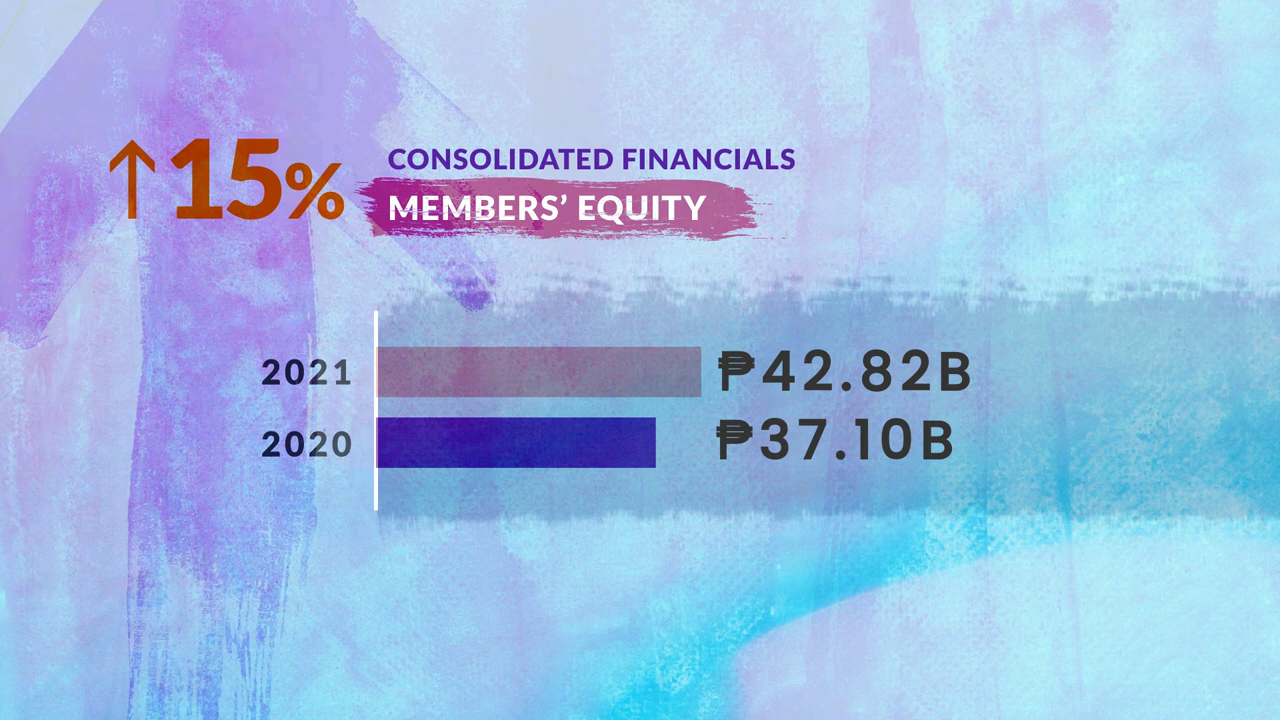 ↑15%
CONSOLIDATED FINANCIALS
MEMBERS’ EQUITY
2021 ₱42.82B
2020 ₱37.10B